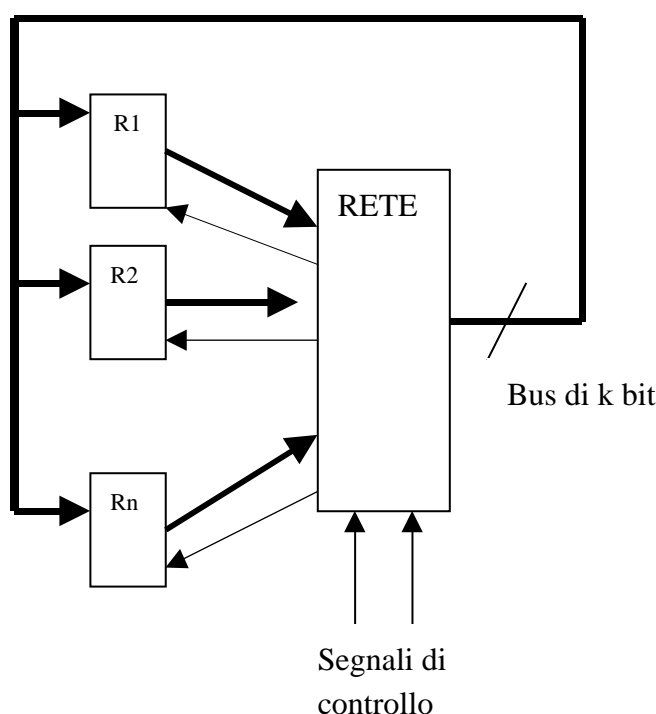 R1
RETE
R2
Bus di k bit
Rn
Segnali di
controllo